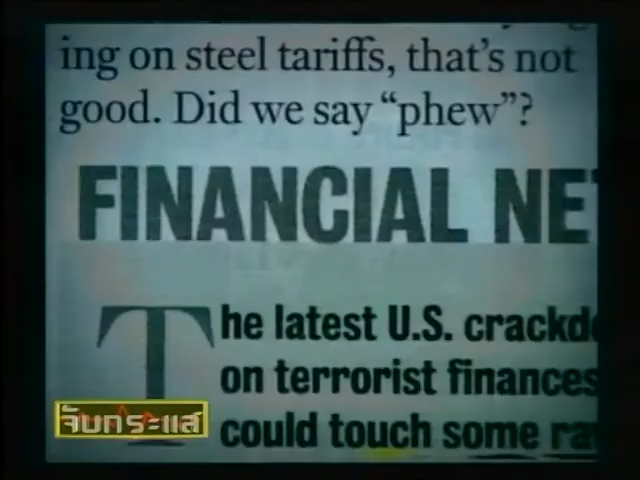 ing on steel tariffs, that's not
good. Did we say “phew”?
FINANCIAL NE
The latest U.S. crackd
on terrorist finances
could touch some ra
จับกระแส